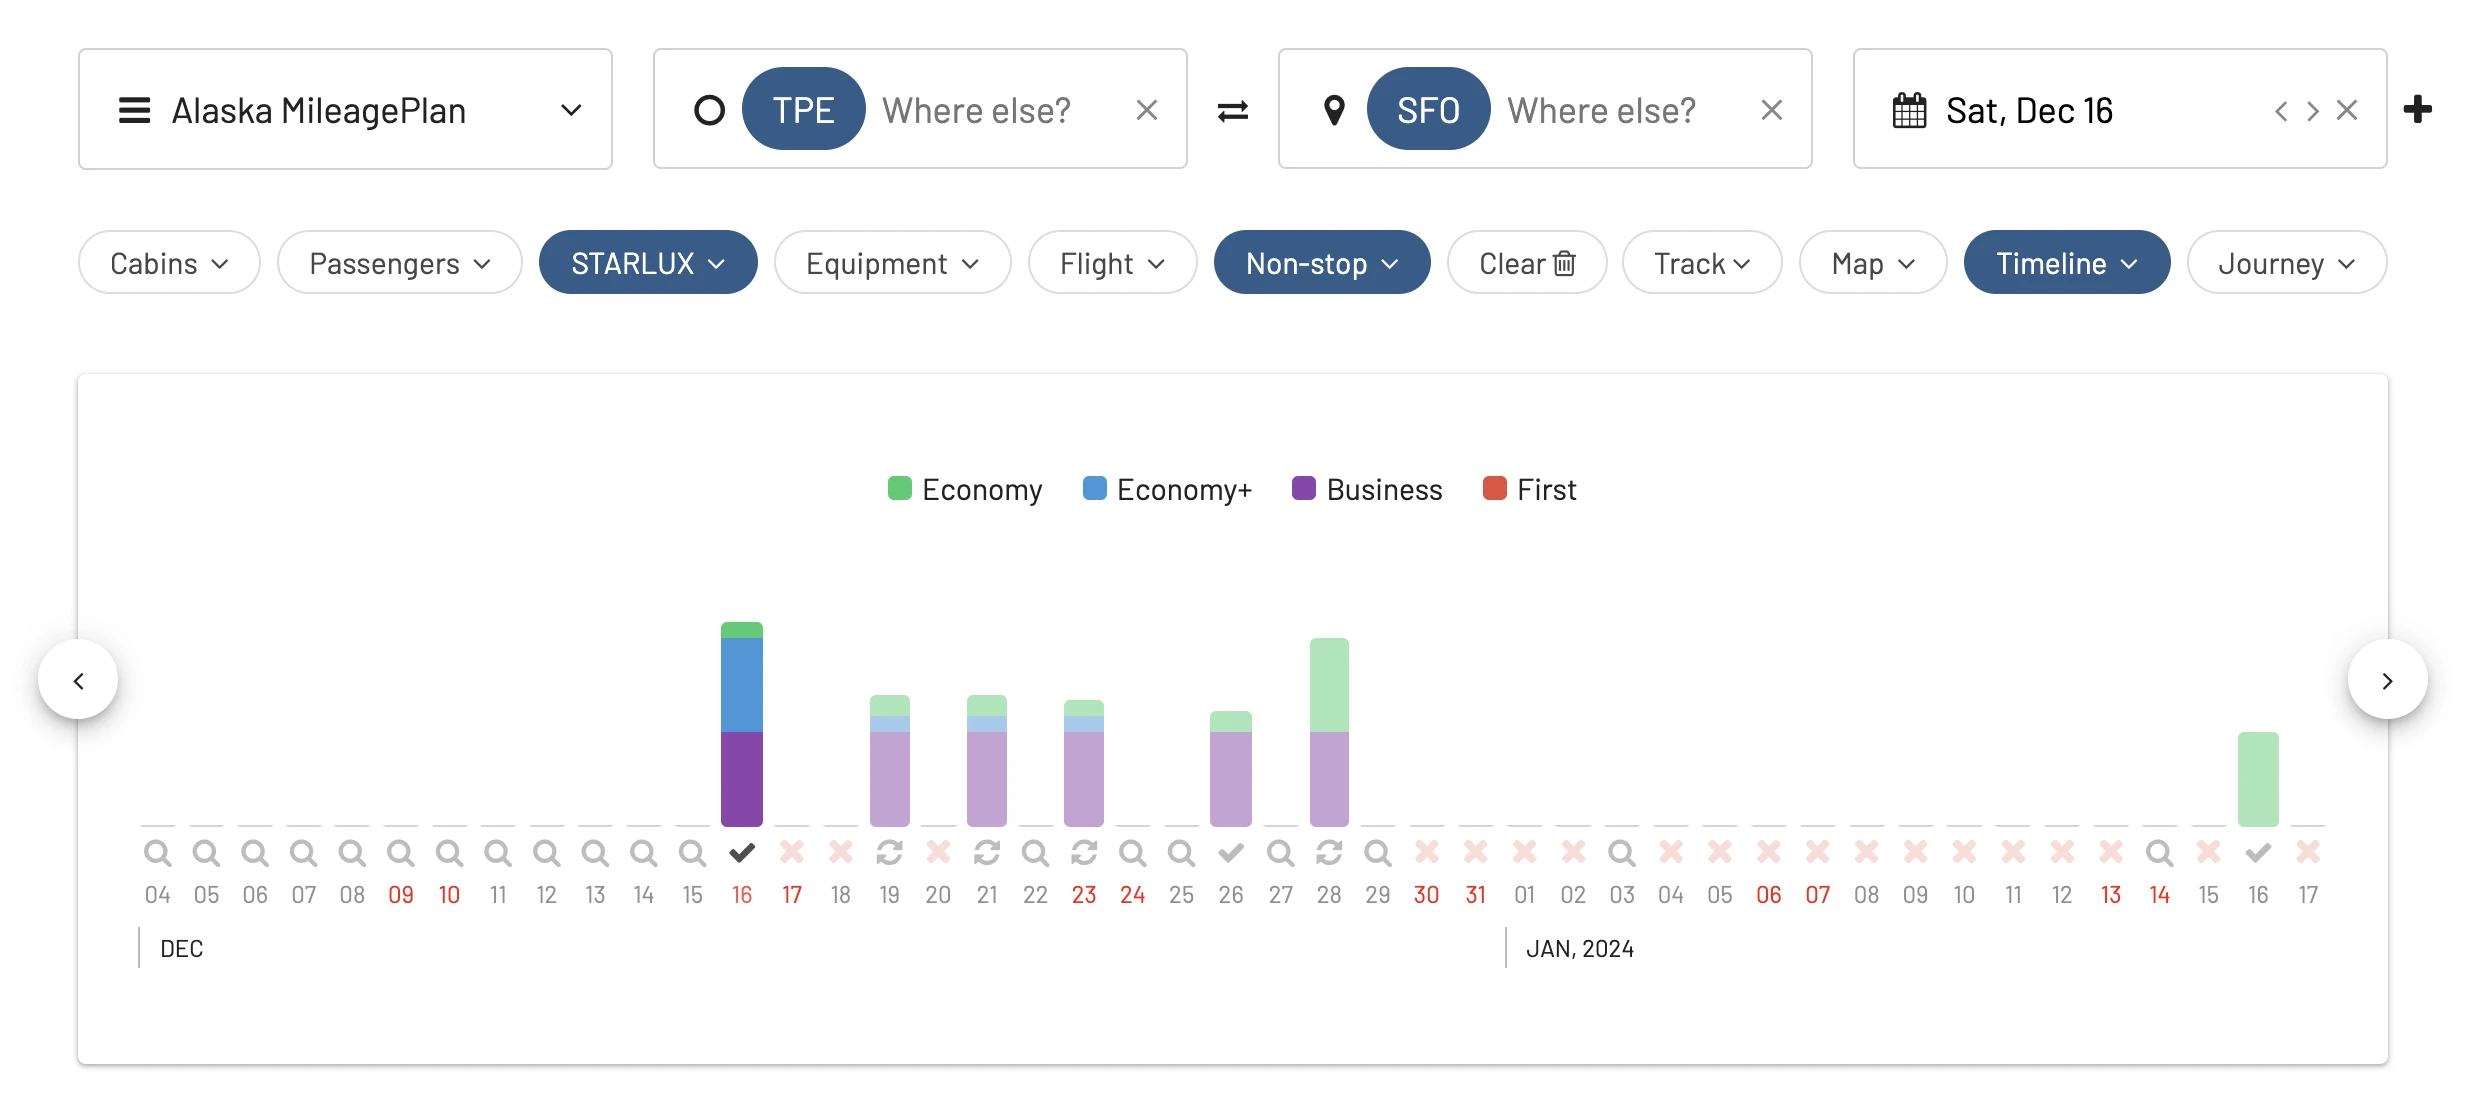 Alaska MileagePlan TPE Where else? SFO Where else? Sat, Dec 16
Cabins Passengers STARLUX Equipment Flight Non-stop Clear Track Map Timeline Journey
Economy Economy+ Business First
04 05 06 07 08 09 10 11 12 13 14 15 16 17 18 19 20 21 22 23 24 25 26 27 28 29 30 31 01 02 03 04 05 06 07 08 09 10 11 12 13 14 15 16 17
DEC JAN, 2024